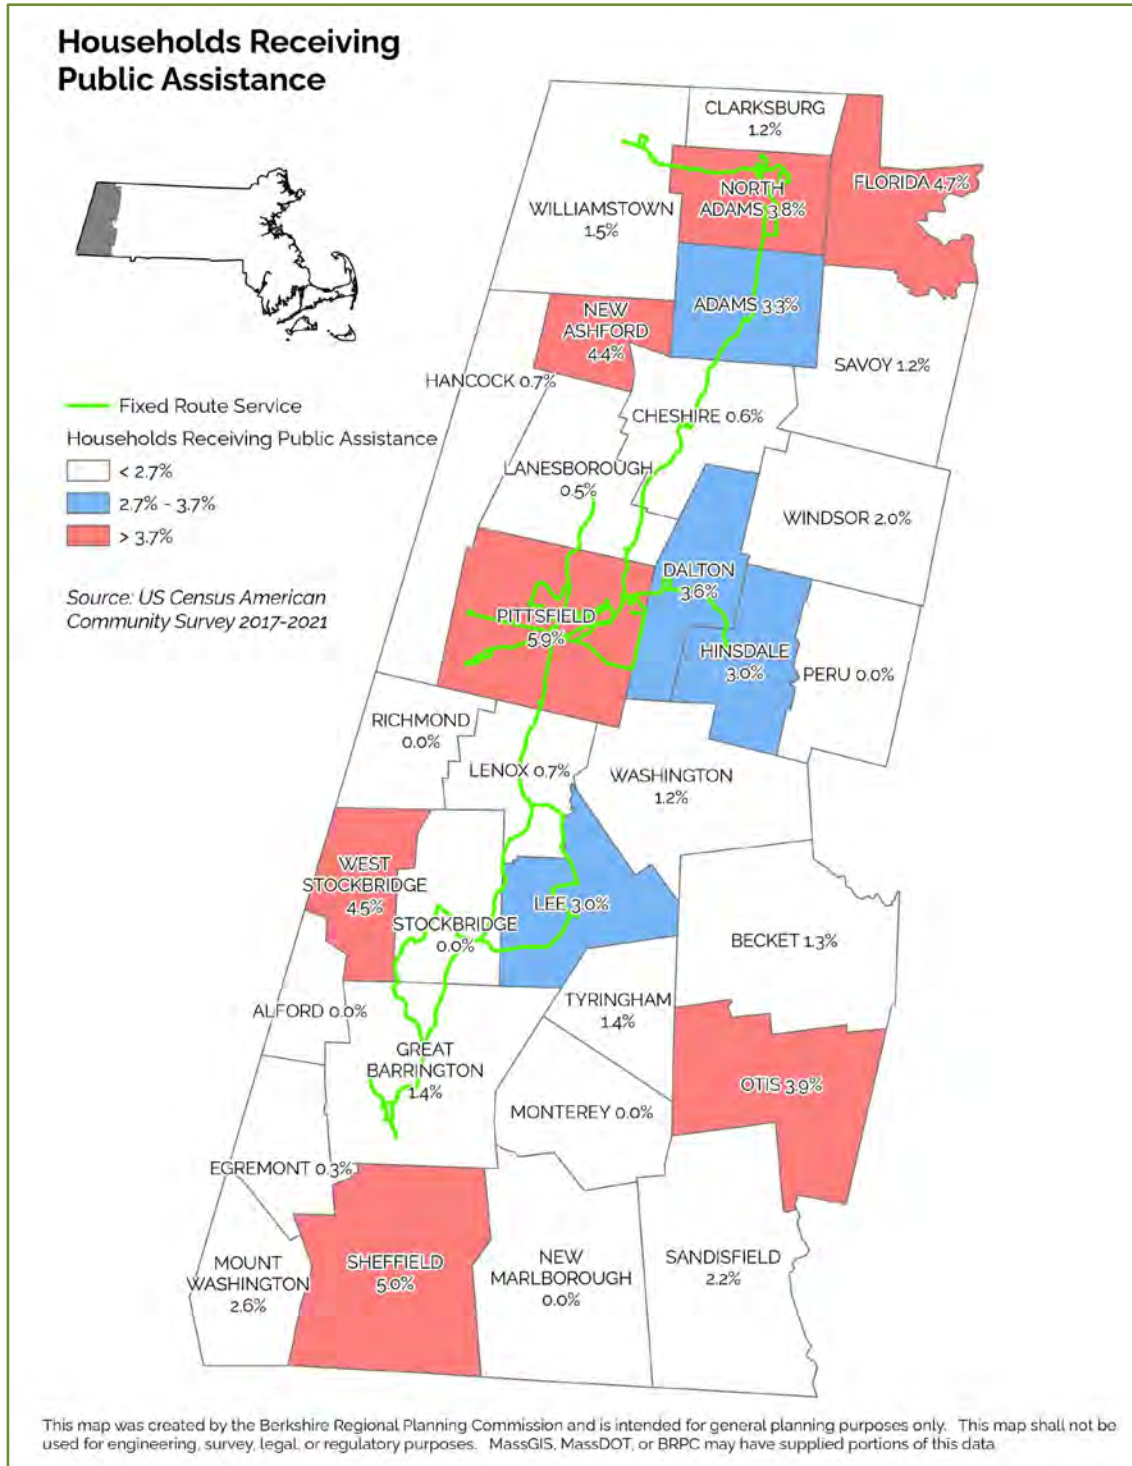 Households Receiving
Public Assistance
CLARKSBURG
1.2%
FLORIDA 4.7%
NORTH
ADAMS 3.8%
WILLIAMSTOWN
1.5%
ADAMS 3.3%
NEW
ASHFORD
4.4%
SAVOY 1.2%
HANCOCK 0.7%
Fixed Route Service
CHESHIRE 0.6%
Households Receiving Public Assistance
< 2.7%
2.7% - 3.7%
> 3.7%
LANESBOROUGH
0.5%
WINDSOR 2.0%
Source: US Census American
Community Survey 2017-2021
DALTON
3.6%
PITTSFIELD
5.9%
HINSDALE
3.0%
PERU 0.0%
RICHMOND
0.0%
LENOX 0.7%
WASHINGTON
1.2%
WEST
STOCKBRIDGE
4.5%
LEE 3.0%
STOCKBRIDGE
0.0%
BECKET 1.3%
TYRINGHAM
1.4%
ALFORD 0.0%
GREAT
BARRINGTON
1.4%
OTIS 3.9%
MONTEREY 0.0%
EGREMONT 0.3%
MOUNT
WASHINGTON
2.6%
SHEFFIELD
5.0%
NEW
MARLBOROUGH
0.0%
SANDISFIELD
2.2%
This map was created by the Berkshire Regional Planning Commission and is intended for general planning purposes only. This map shall not be
used for engineering, survey, legal, or regulatory purposes. MassGIS, MassDOT, or BRPC may have supplied portions of this data